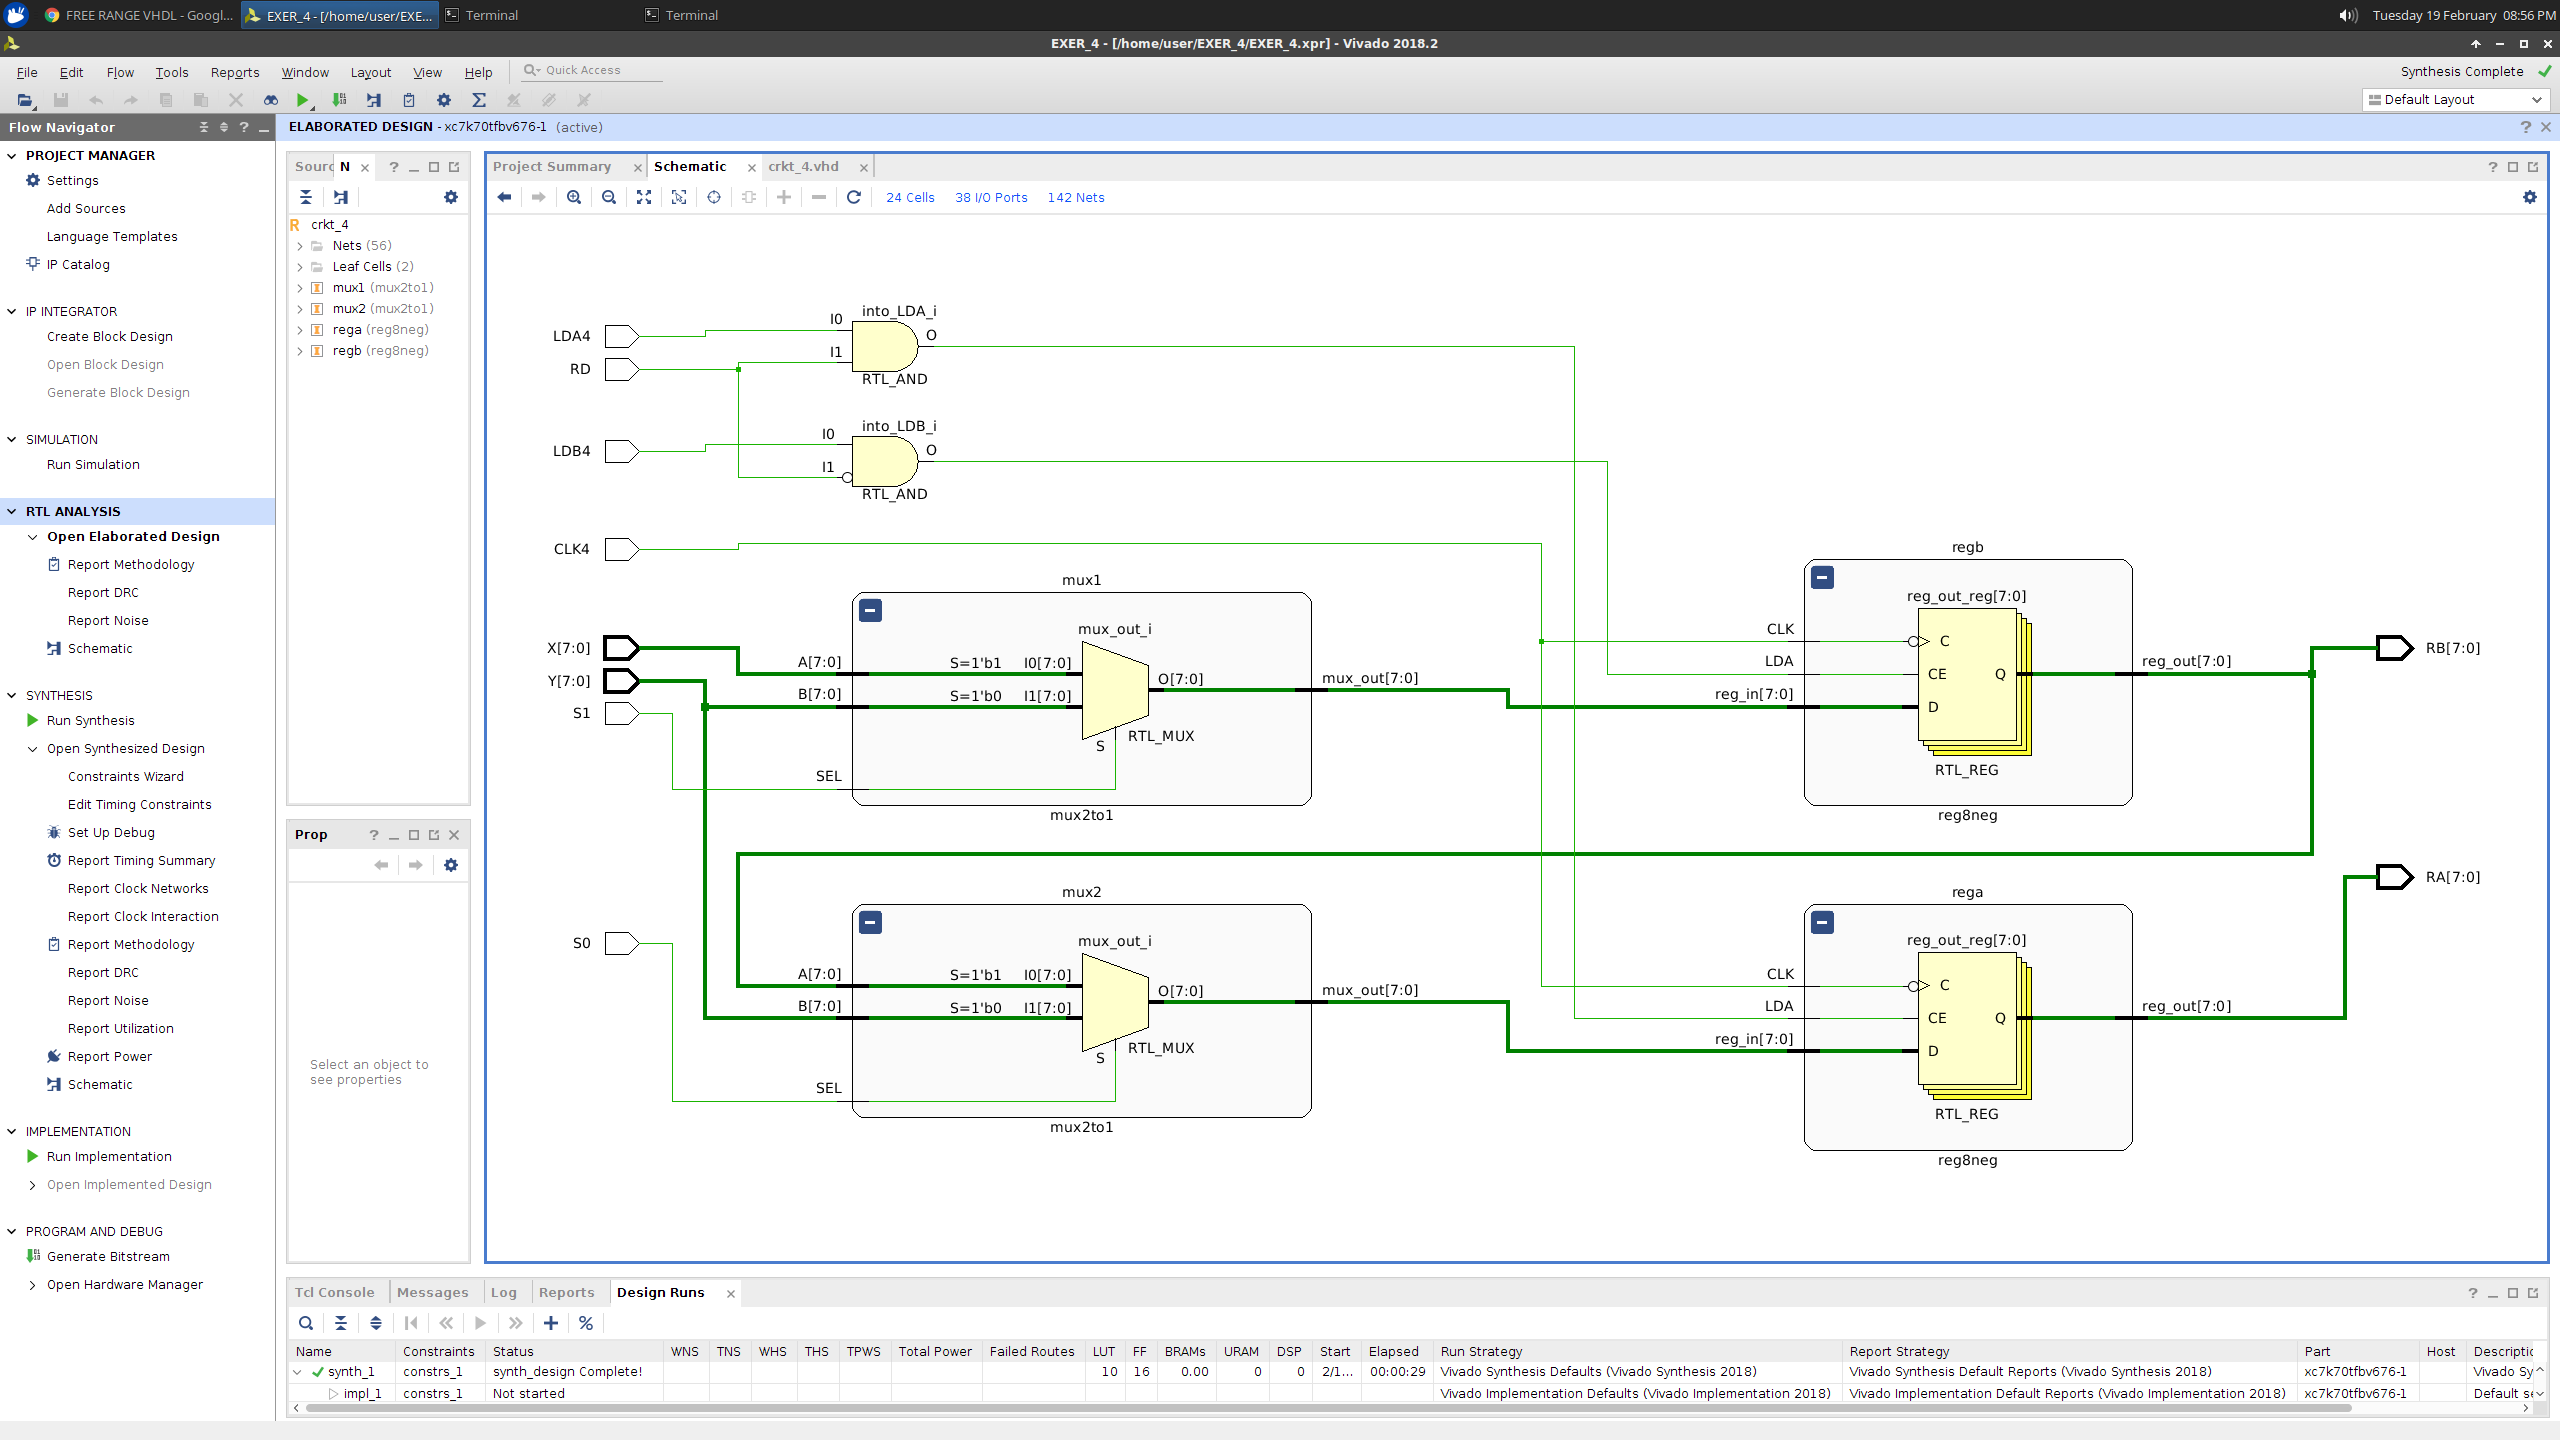 FREE RANGE VHDL - Googl...
EXER_4 - [/home/user/EXE...
Terminal
Terminal
Tuesday 19 February 08:56 PM
EXER_4 - [/home/user/EXER_4/EXER_4.xpr] - Vivado 2018.2
File Edit Flow Tools Reports Window Layout View Help
Quick Access
Synthesis Complete
Default Layout
Flow Navigator
ELABORATED DESIGN - xc7k70tfbv676-1 (active)
PROJECT MANAGER
Settings
Add Sources
Language Templates
IP Catalog
IP INTEGRATOR
Create Block Design
Open Block Design
Generate Block Design
SIMULATION
Run Simulation
RTL ANALYSIS
Open Elaborated Design
Report Methodology
Report DRC
Report Noise
Schematic
SYNTHESIS
Run Synthesis
Open Synthesized Design
Constraints Wizard
Edit Timing Constraints
Set Up Debug
Report Timing Summary
Report Clock Networks
Report Clock Interaction
Report Methodology
Report DRC
Report Noise
Report Utilization
Report Power
Schematic
IMPLEMENTATION
Run Implementation
Open Implemented Design
PROGRAM AND DEBUG
Generate Bitstream
Open Hardware Manager
Sourc N
crkt_4
Nets (56)
Leaf Cells (2)
mux1 (mux2to1)
mux2 (mux2to1)
rega (reg8neg)
regb (reg8neg)
Prop
Select an object to
see properties
Project Summary Schematic crkt_4.vhd
24 Cells 38 I/O Ports 142 Nets
into_LDA_i
LDA4
I0
O
RD
I1
RTL_AND
into_LDB_i
LDB4
I0
O
I1
RTL_AND
CLK4
mux1
mux_out_i
X[7:0]
A[7:0]
S=1'b1 I0[7:0]
Y[7:0]
B[7:0]
S=1'b0 I1[7:0]
O[7:0]
mux_out[7:0]
S1
S
RTL_MUX
SEL
mux2to1
regb
reg_out_reg[7:0]
CLK
C
LDA
CE
Q
reg_out[7:0]
reg_in[7:0]
D
RTL_REG
reg8neg
RB[7:0]
mux2
mux_out_i
S0
A[7:0]
S=1'b1 I0[7:0]
B[7:0]
S=1'b0 I1[7:0]
O[7:0]
mux_out[7:0]
S
RTL_MUX
SEL
mux2to1
rega
reg_out_reg[7:0]
CLK
C
LDA
CE
Q
reg_out[7:0]
reg_in[7:0]
D
RTL_REG
reg8neg
RA[7:0]
Tcl Console Messages Log Reports Design Runs
Name Constraints Status WNS TNS WHS THS TPWS Total Power Failed Routes LUT FF BRAMs URAM DSP Start Elapsed Run Strategy Report Strategy Part Host Descriptic
synth_1 constrs_1 synth_design Complete! 10 16 0.00 0 0 2/1... 00:00:29 Vivado Synthesis Defaults (Vivado Synthesis 2018) Vivado Synthesis Default Reports (Vivado Synthesis 2018) xc7k70tfbv676-1 Vivado Sy
impl_1 constrs_1 Not started Vivado Implementation Defaults (Vivado Implementation 2018) Vivado Implementation Default Reports (Vivado Implementation 2018) xc7k70tfbv676-1 Default se